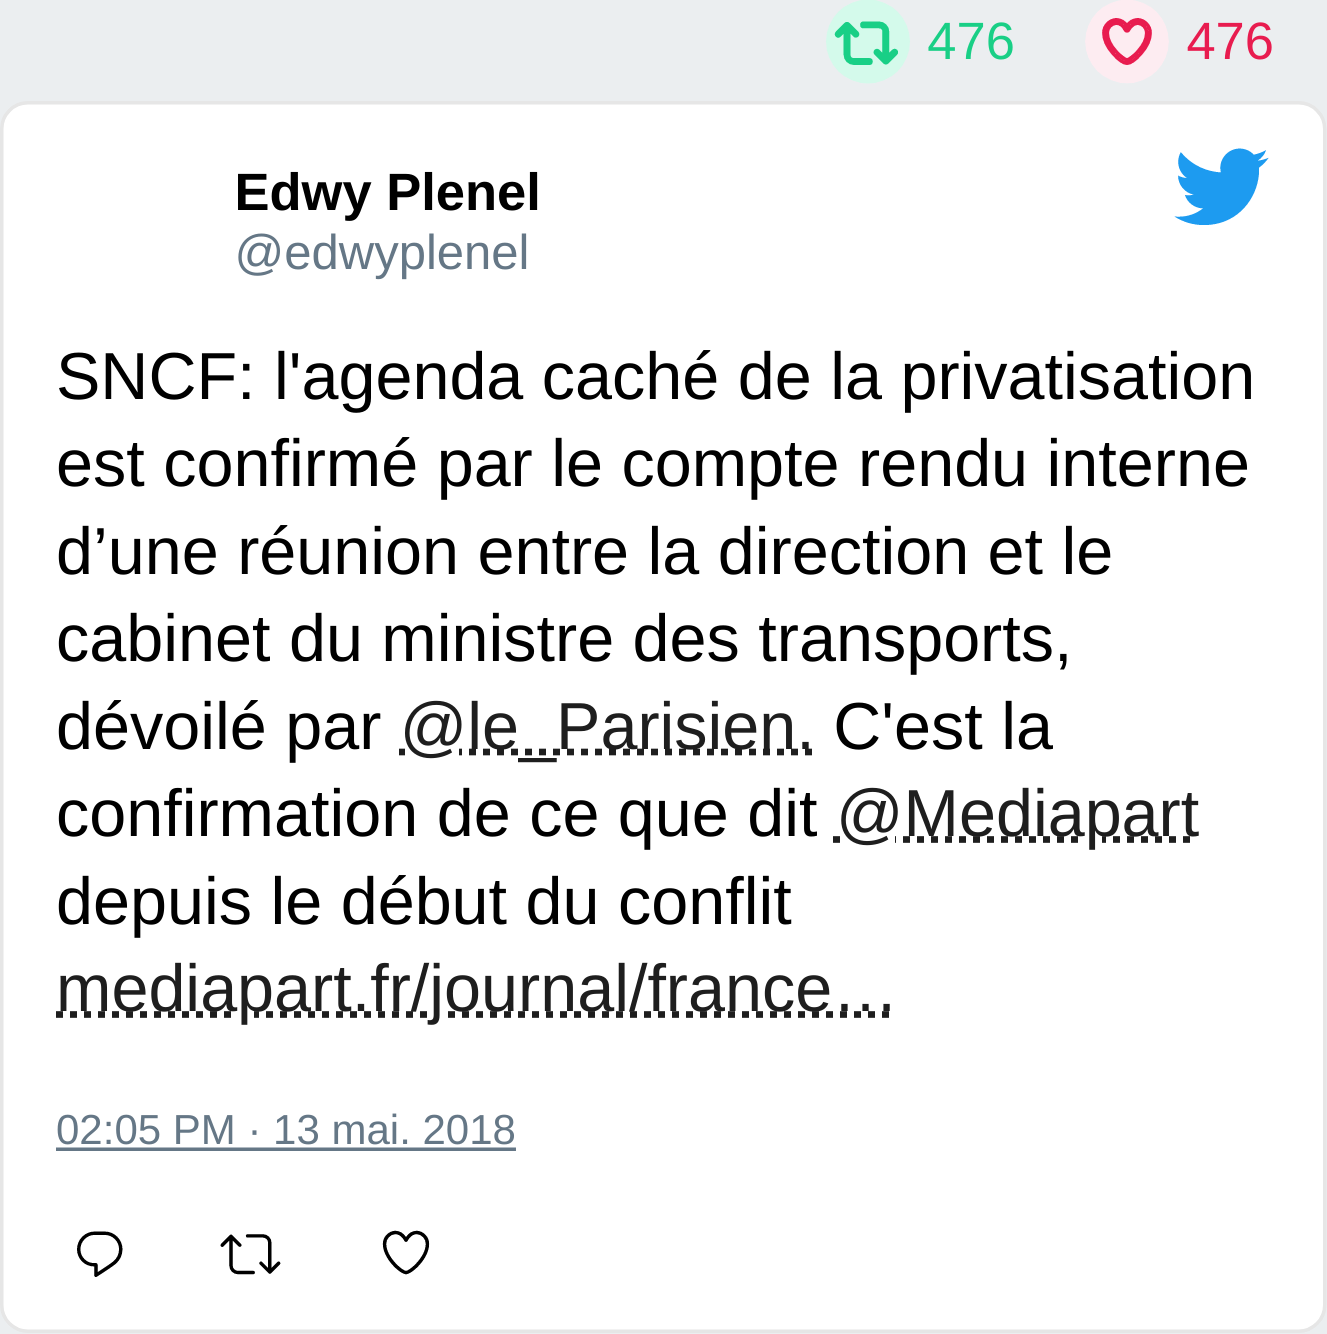 476 476
Edwy Plenel
@edwyplenel
SNCF: l'agenda caché de la privatisation
est confirmé par le compte rendu interne
d’une réunion entre la direction et le
cabinet du ministre des transports,
dévoilé par @le_Parisien. C'est la
confirmation de ce que dit @Mediapart
depuis le début du conflit
mediapart.fr/journal/france…
02:05 PM · 13 mai. 2018